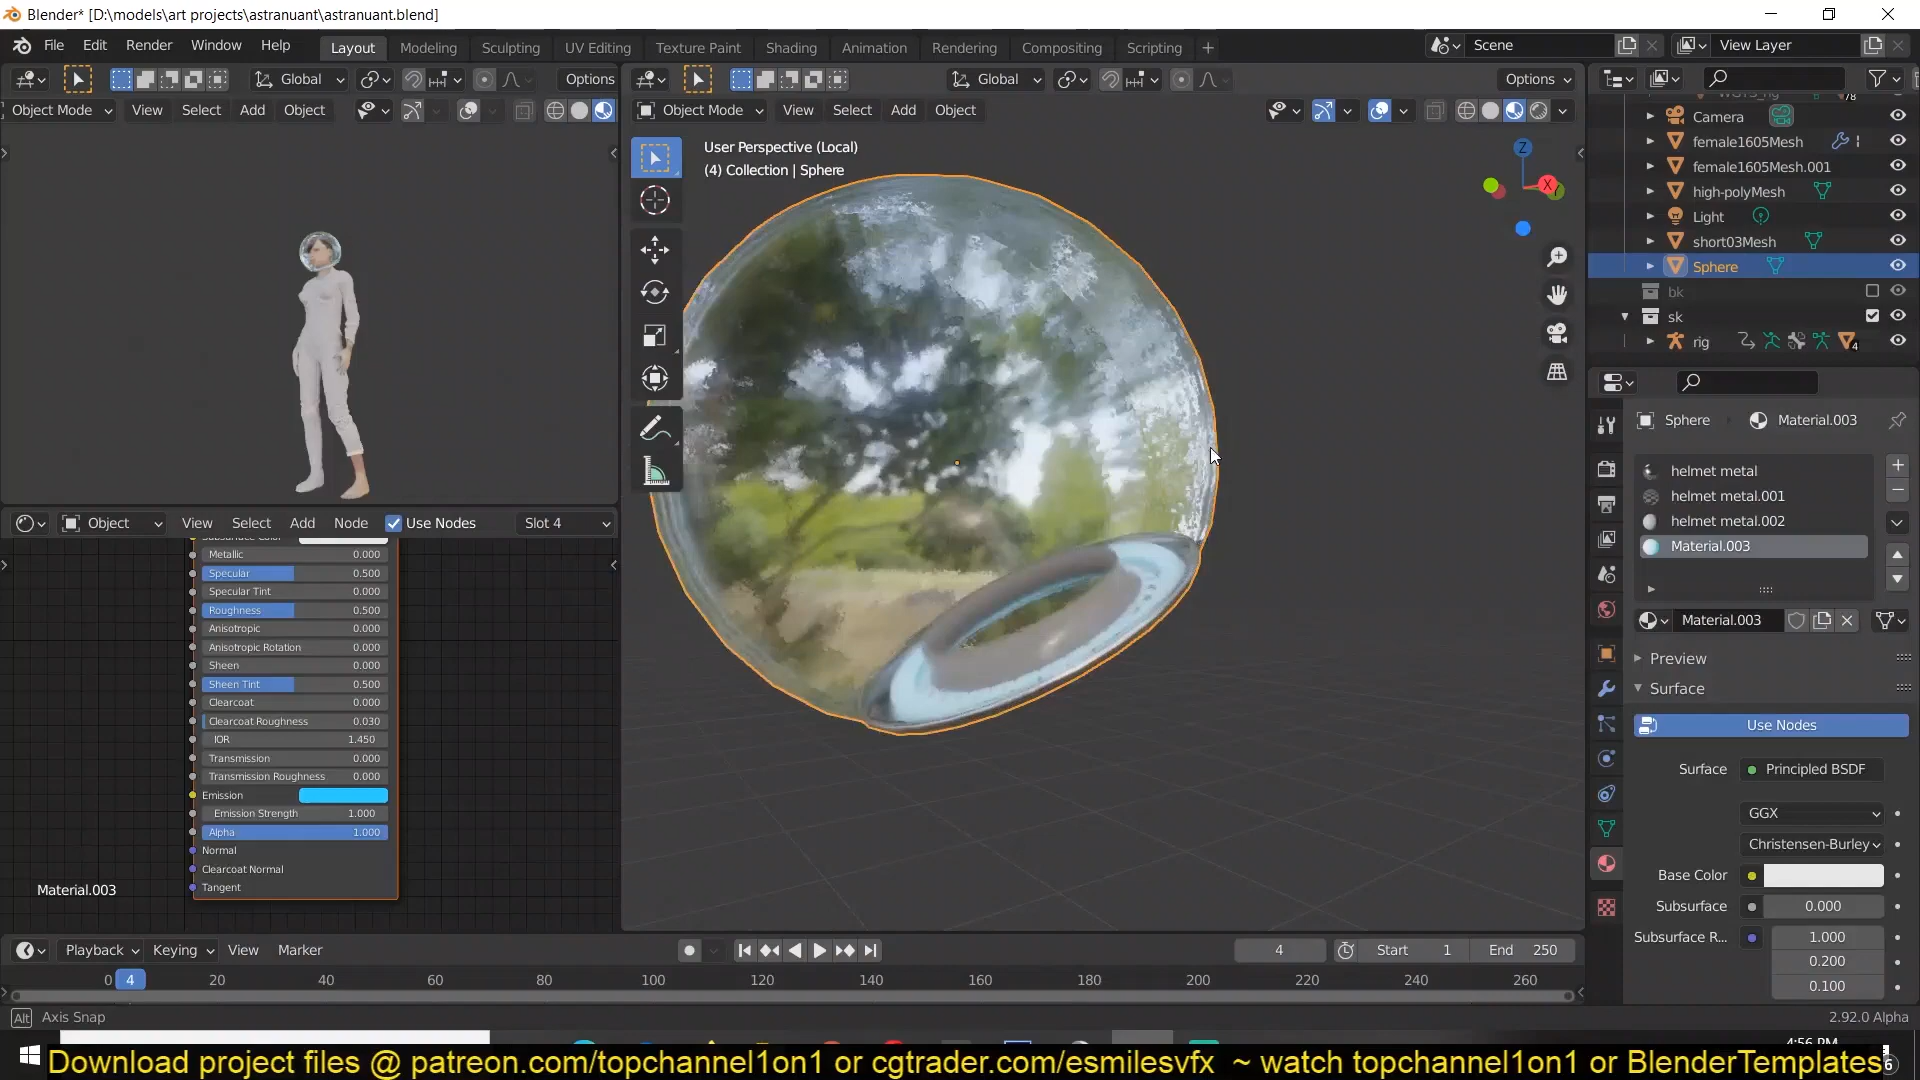 Blender* [D:\models\art projects\astranuant\astranuant.blend]
File Edit Render Window Help Layout Modeling Sculpting UV Editing Texture Paint Shading Animation Rendering Compositing Scripting + Scene View Layer
Global Options Global Options
Object Mode View Select Add Object Object Mode View Select Add Object
User Perspective (Local)
(4) Collection | Sphere
Z
X
Camera
female1605Mesh
female1605Mesh.001
high-polyMesh
Light
short03Mesh
Sphere
bk
sk
rig
4
Sphere Material.003
helmet metal
helmet metal.001
helmet metal.002
Material.003
Material.003
Preview
Surface
Use Nodes
Surface Principled BSDF
GGX
Christensen-Burley
Base Color
Subsurface 0.000
Subsurface R... 1.000
0.200
0.100
Object View Select Add Node Use Nodes Slot 4
Metallic 0.000
Specular 0.500
Specular Tint 0.000
Roughness 0.500
Anisotropic 0.000
Anisotropic Rotation 0.000
Sheen 0.000
Sheen Tint 0.500
Clearcoat 0.000
Clearcoat Roughness 0.030
IOR 1.450
Transmission 0.000
Transmission Roughness 0.000
Emission
Emission Strength 1.000
Alpha 1.000
Normal
Clearcoat Normal
Tangent
Material.003
Playback Keying View Marker 4 Start 1 End 250
0 4 20 40 60 80 100 120 140 160 180 200 220 240 260
Alt Axis Snap 2.92.0 Alpha
Download project files @ patreon.com/topchannel1on1 or cgtrader.com/esmilesvfx ~ watch topchannel1on1 or BlenderTemplates